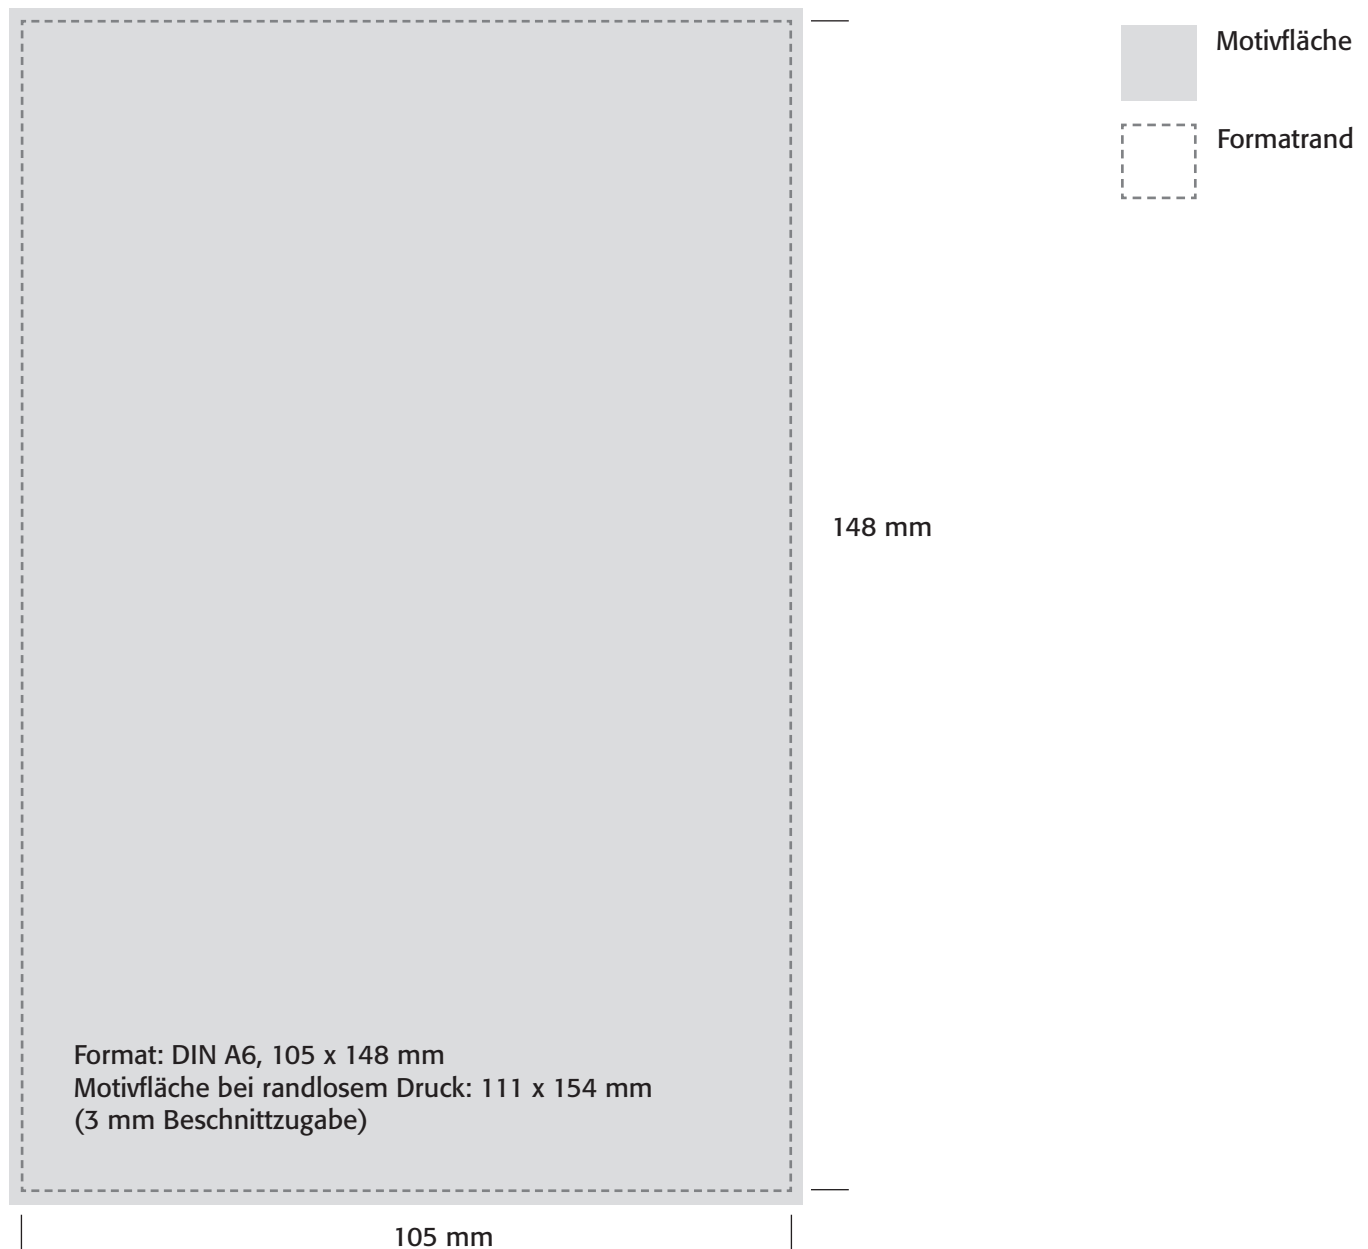 Motivfläche
Formatrand
148 mm
Format: DIN A6, 105 x 148 mm
Motivfläche bei randlosem Druck: 111 x 154 mm
(3 mm Beschnittzugabe)
105 mm